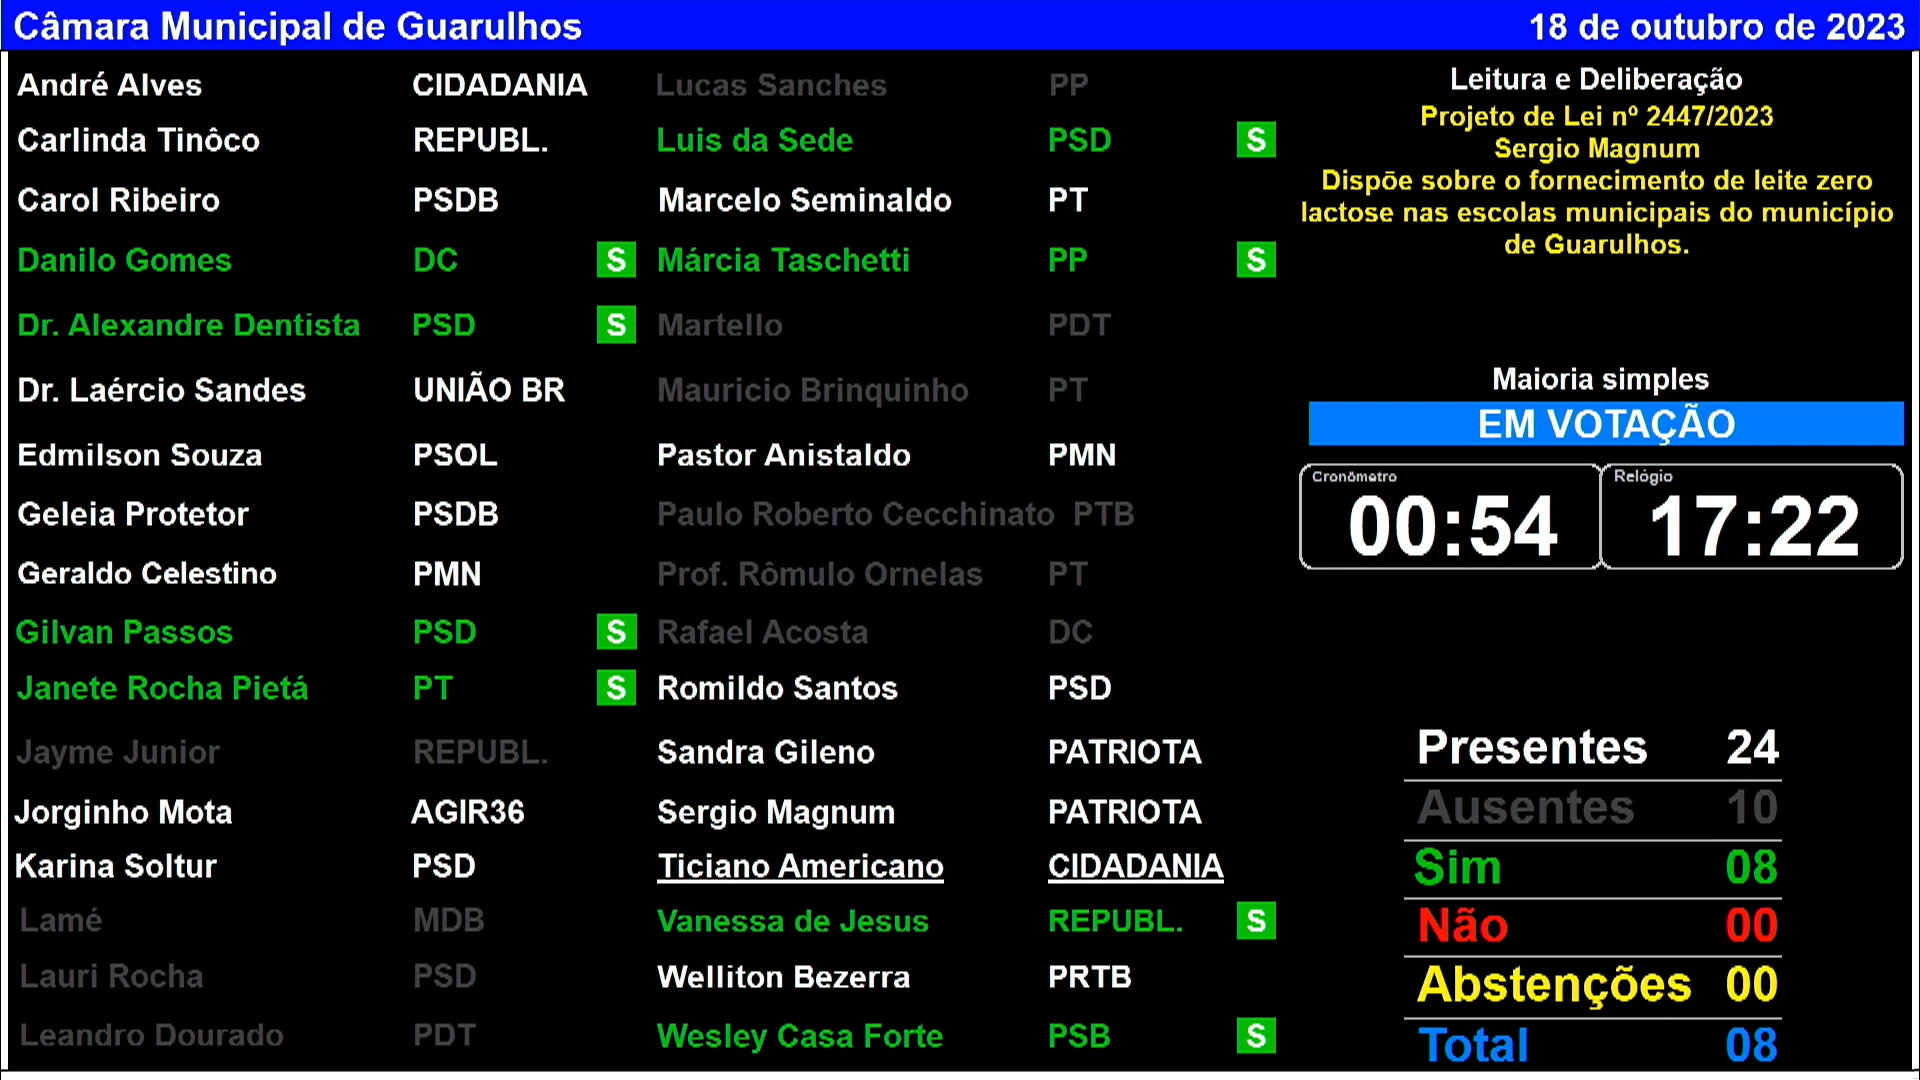 Câmara Municipal de Guarulhos 18 de outubro de 2023
André Alves CIDADANIA
Carlinda Tinôco REPUBL.
Carol Ribeiro PSDB
Danilo Gomes DC S
Dr. Alexandre Dentista PSD S
Dr. Laércio Sandes UNIÃO BR
Edmilson Souza PSOL
Geleia Protetor PSDB
Geraldo Celestino PMN
Gilvan Passos PSD S
Janete Rocha Pietá PT S
Jayme Junior REPUBL.
Jorginho Mota AGIR36
Karina Soltur PSD
Lamé MDB
Lauri Rocha PSD
Leandro Dourado PDT
Lucas Sanches PP
Luis da Sede PSD S
Marcelo Seminaldo PT
Márcia Taschetti PP S
Martello PDT
Mauricio Brinquinho PT
Pastor Anistaldo PMN
Paulo Roberto Cecchinato PTB
Prof. Rômulo Ornelas PT
Rafael Acosta DC
Romildo Santos PSD
Sandra Gileno PATRIOTA
Sergio Magnum PATRIOTA
Ticiano Americano CIDADANIA
Vanessa de Jesus REPUBL. S
Welliton Bezerra PRTB
Wesley Casa Forte PSB S
Leitura e Deliberação
Projeto de Lei nº 2447/2023
Sergio Magnum
Dispõe sobre o fornecimento de leite zero
lactose nas escolas municipais do município
de Guarulhos.
Maioria simples
EM VOTAÇÃO
Cronômetro Relógio
00:54 17:22
Presentes 24
Ausentes 10
Sim 08
Não 00
Abstenções 00
Total 08